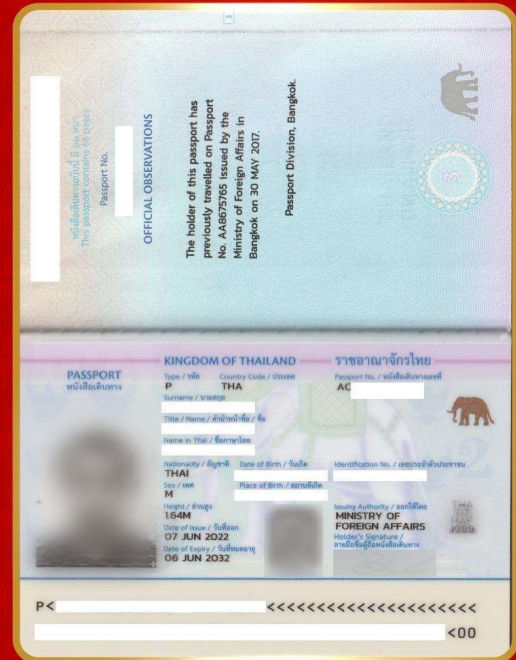 3
หนังสือเดินทางฉบับนี้ มี ๖๖ หน้า
This passport contains 66 pages
Passport No.
OFFICIAL OBSERVATIONS
The holder of this passport has
previously travelled on Passport
No. AA8675765 issued by the
Ministry of Foreign Affairs in
Bangkok on 30 MAY 2017.
Passport Division, Bangkok.
3
PASSPORT
หนังสือเดินทาง
KINGDOM OF THAILAND
ราชอาณาจักรไทย
Type / รหัส
Country Code / ประเทศ
Passport No. / หนังสือเดินทางเลขที่
P
THA
AC
Surname / นามสกุล
Title / Name / คำนำหน้าชื่อ / ชื่อ
Name in Thai / ชื่อภาษาไทย
Nationality / สัญชาติ
Date of Birth / วันเกิด
Identification No. / เลขประจำตัวประชาชน
THAI
Sex / เพศ
Place of Birth / สถานที่เกิด
M
Height / ส่วนสูง
1.64M
Issuing Authority / ออกให้โดย
MINISTRY OF
FOREIGN AFFAIRS
Date of Issue / วันที่ออก
07 JUN 2022
Holder's Signature /
ลายมือชื่อผู้ถือหนังสือเดินทาง
Date of Expiry / วันที่หมดอายุ
06 JUN 2032
THA
MAY
1989
P<
<<<<<<<<<<<<<<<<<<<<<
<00